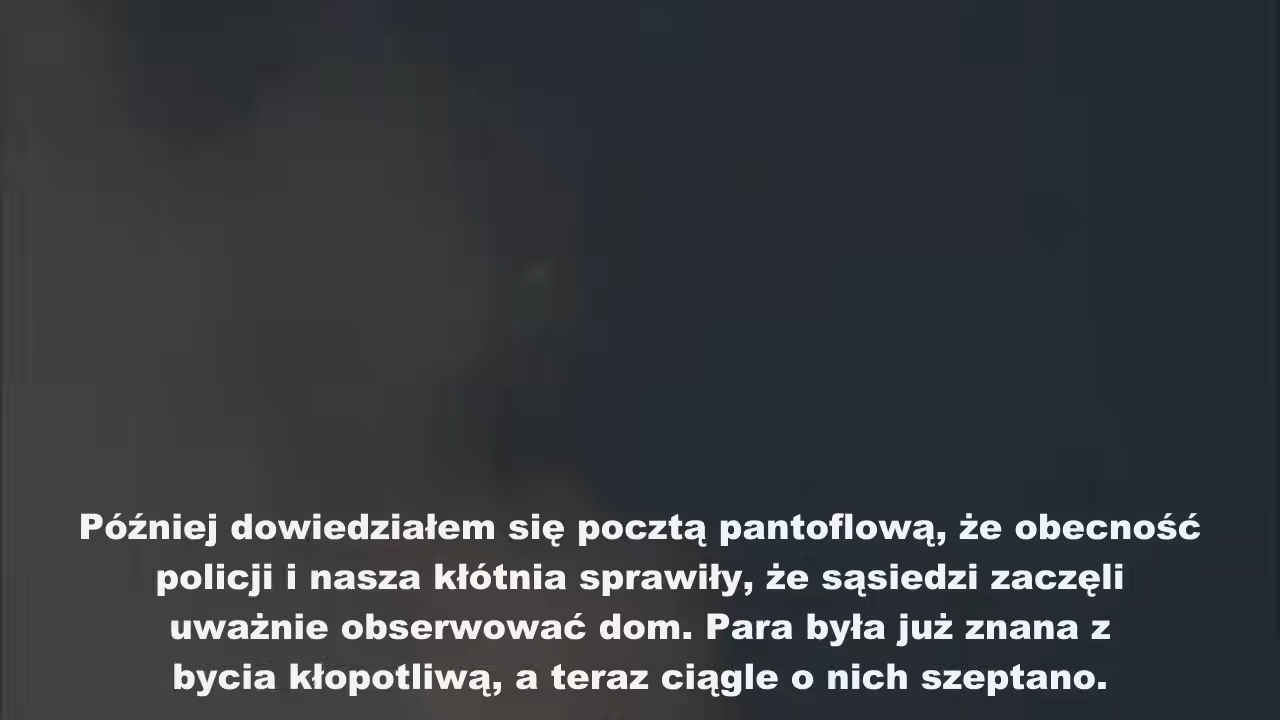 Później dowiedziałem się pocztą pantoflową, że obecność
policji i nasza kłótnia sprawiły, że sąsiedzi zaczęli
uważnie obserwować dom. Para była już znana z
bycia kłopotliwą, a teraz ciągle o nich szeptano.